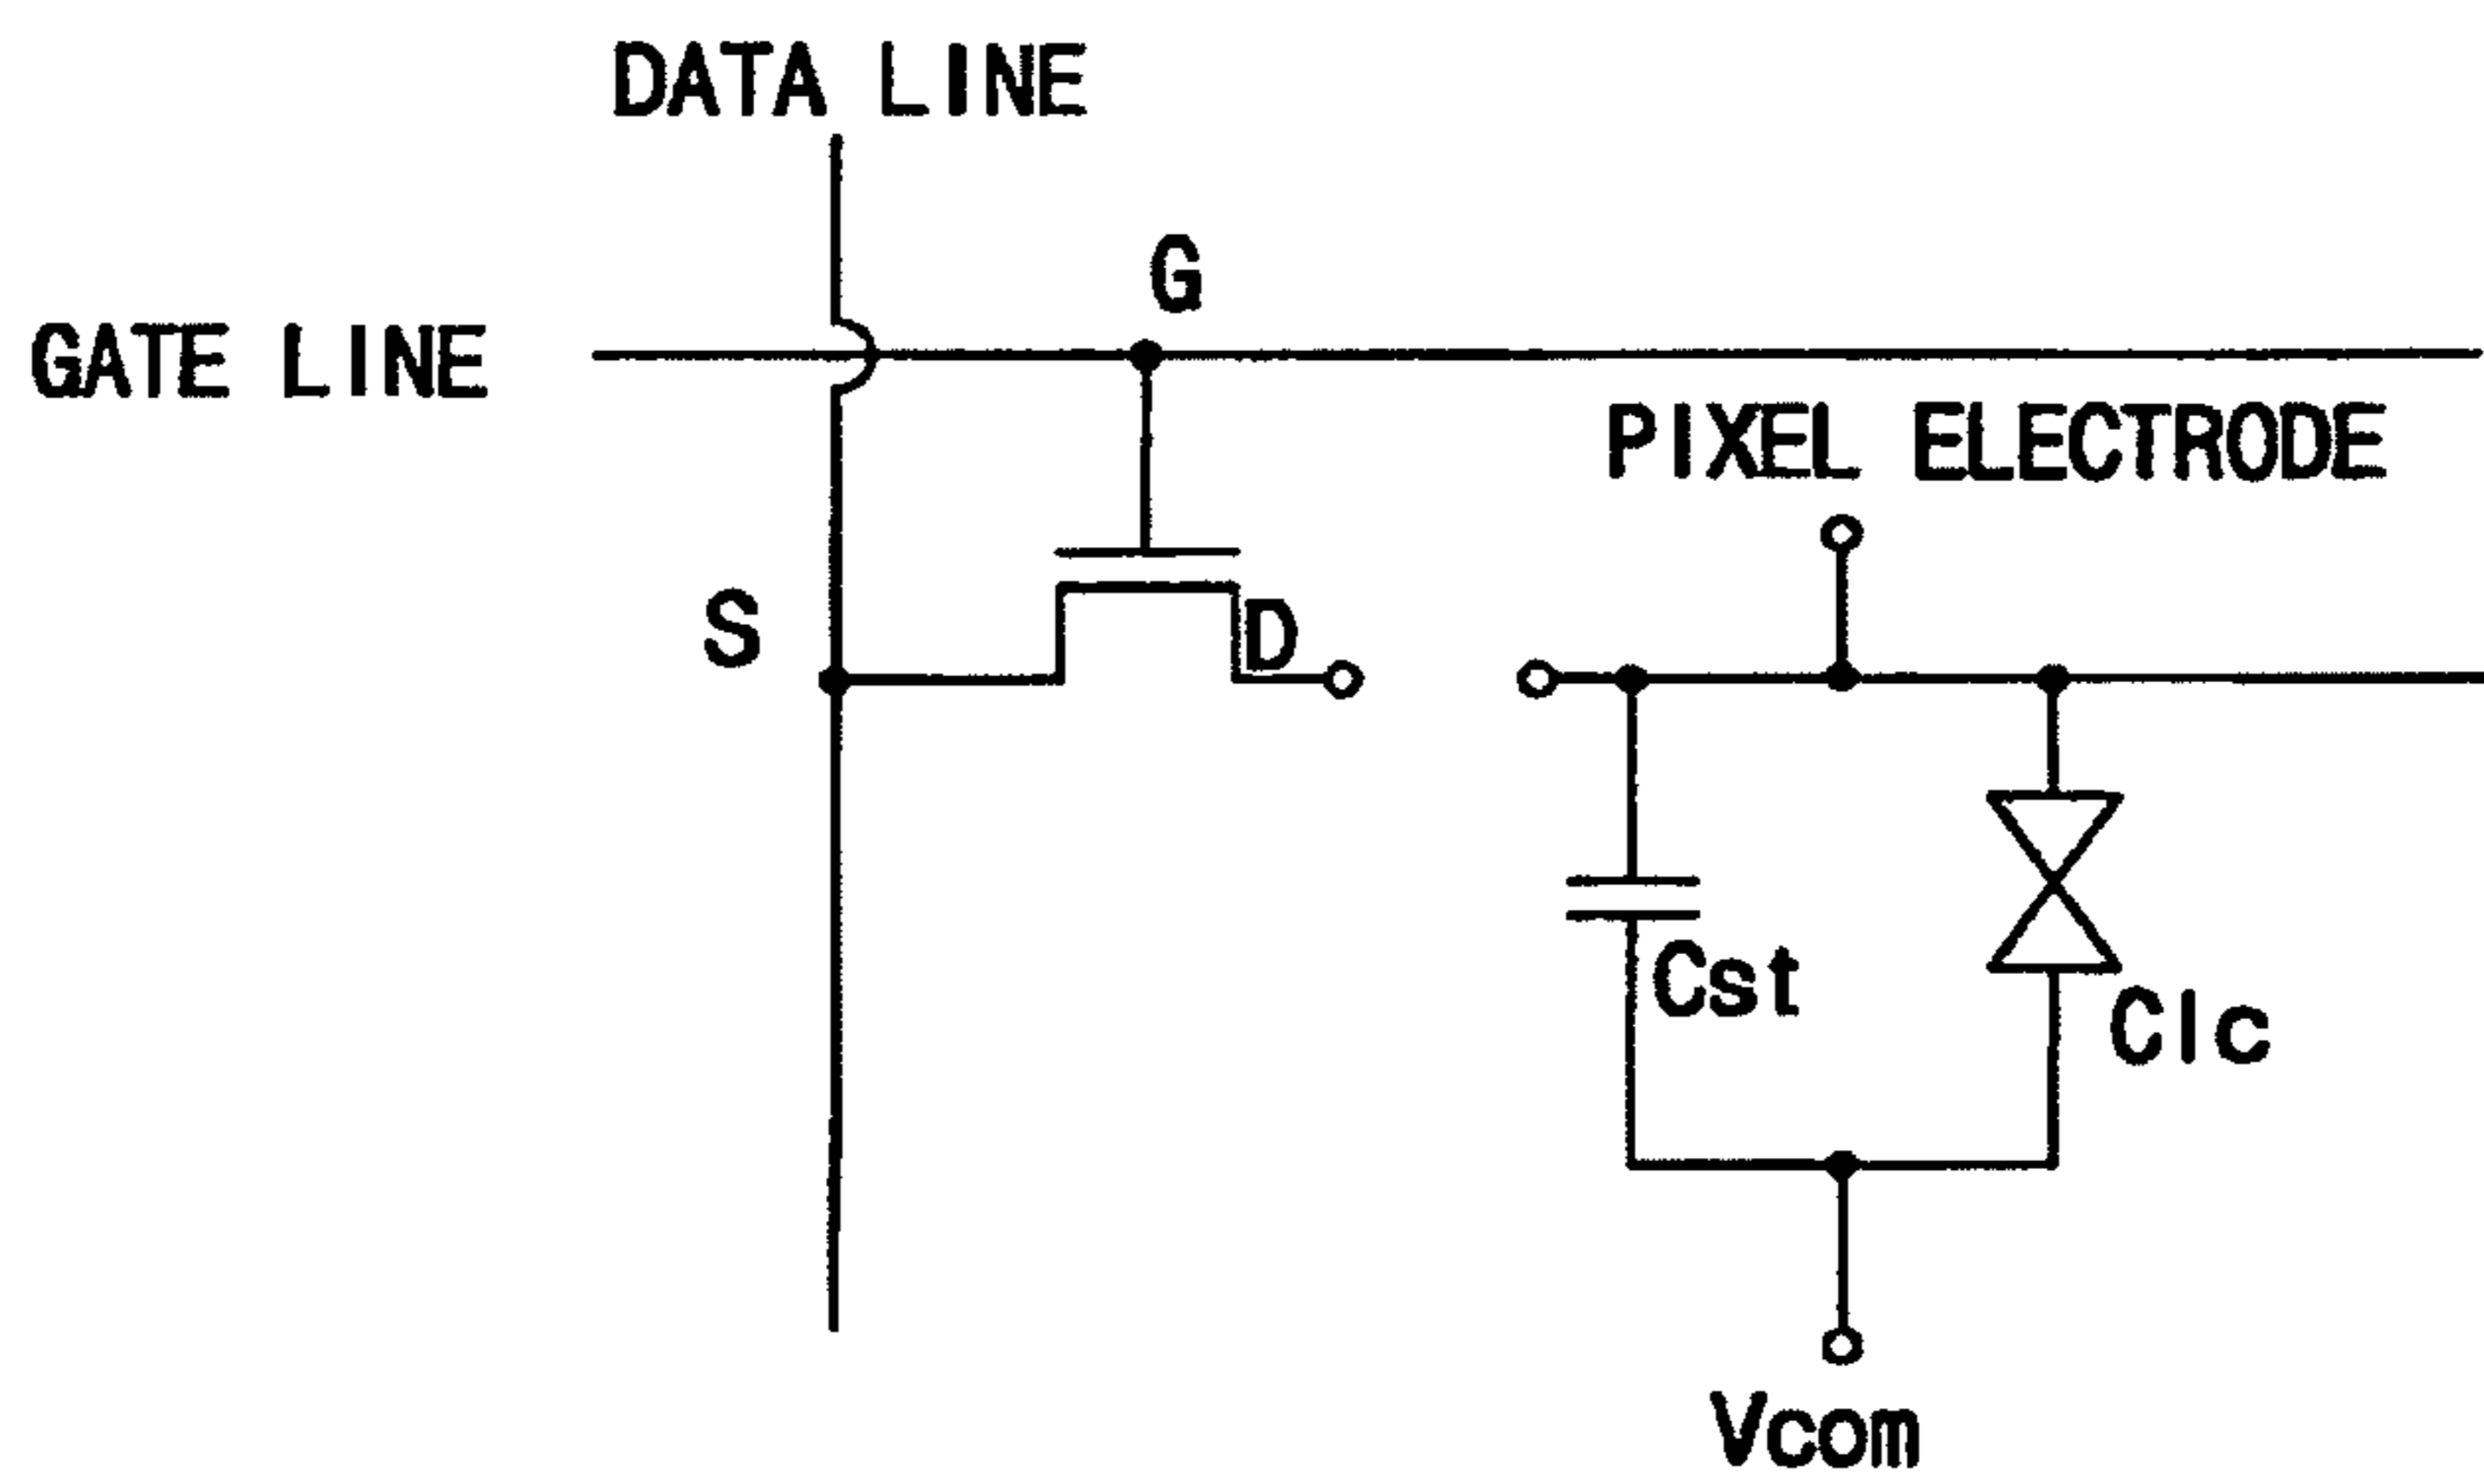 DATA LINE
G
GATE LINE
PIXEL ELECTRODE
S
D
Cst
Clc
Vcom